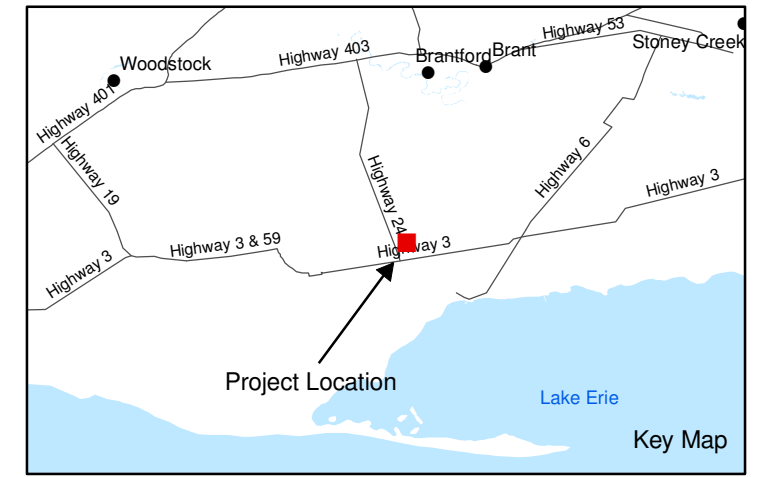 Highway 53
Stoney Creek
Highway 403
Brantford
Brant
Woodstock
Highway 401
Highway 19
Highway 24
Highway 6
Highway 3
Highway 3 & 59
Highway 3
Highway 3
Project Location
Lake Erie
Key Map